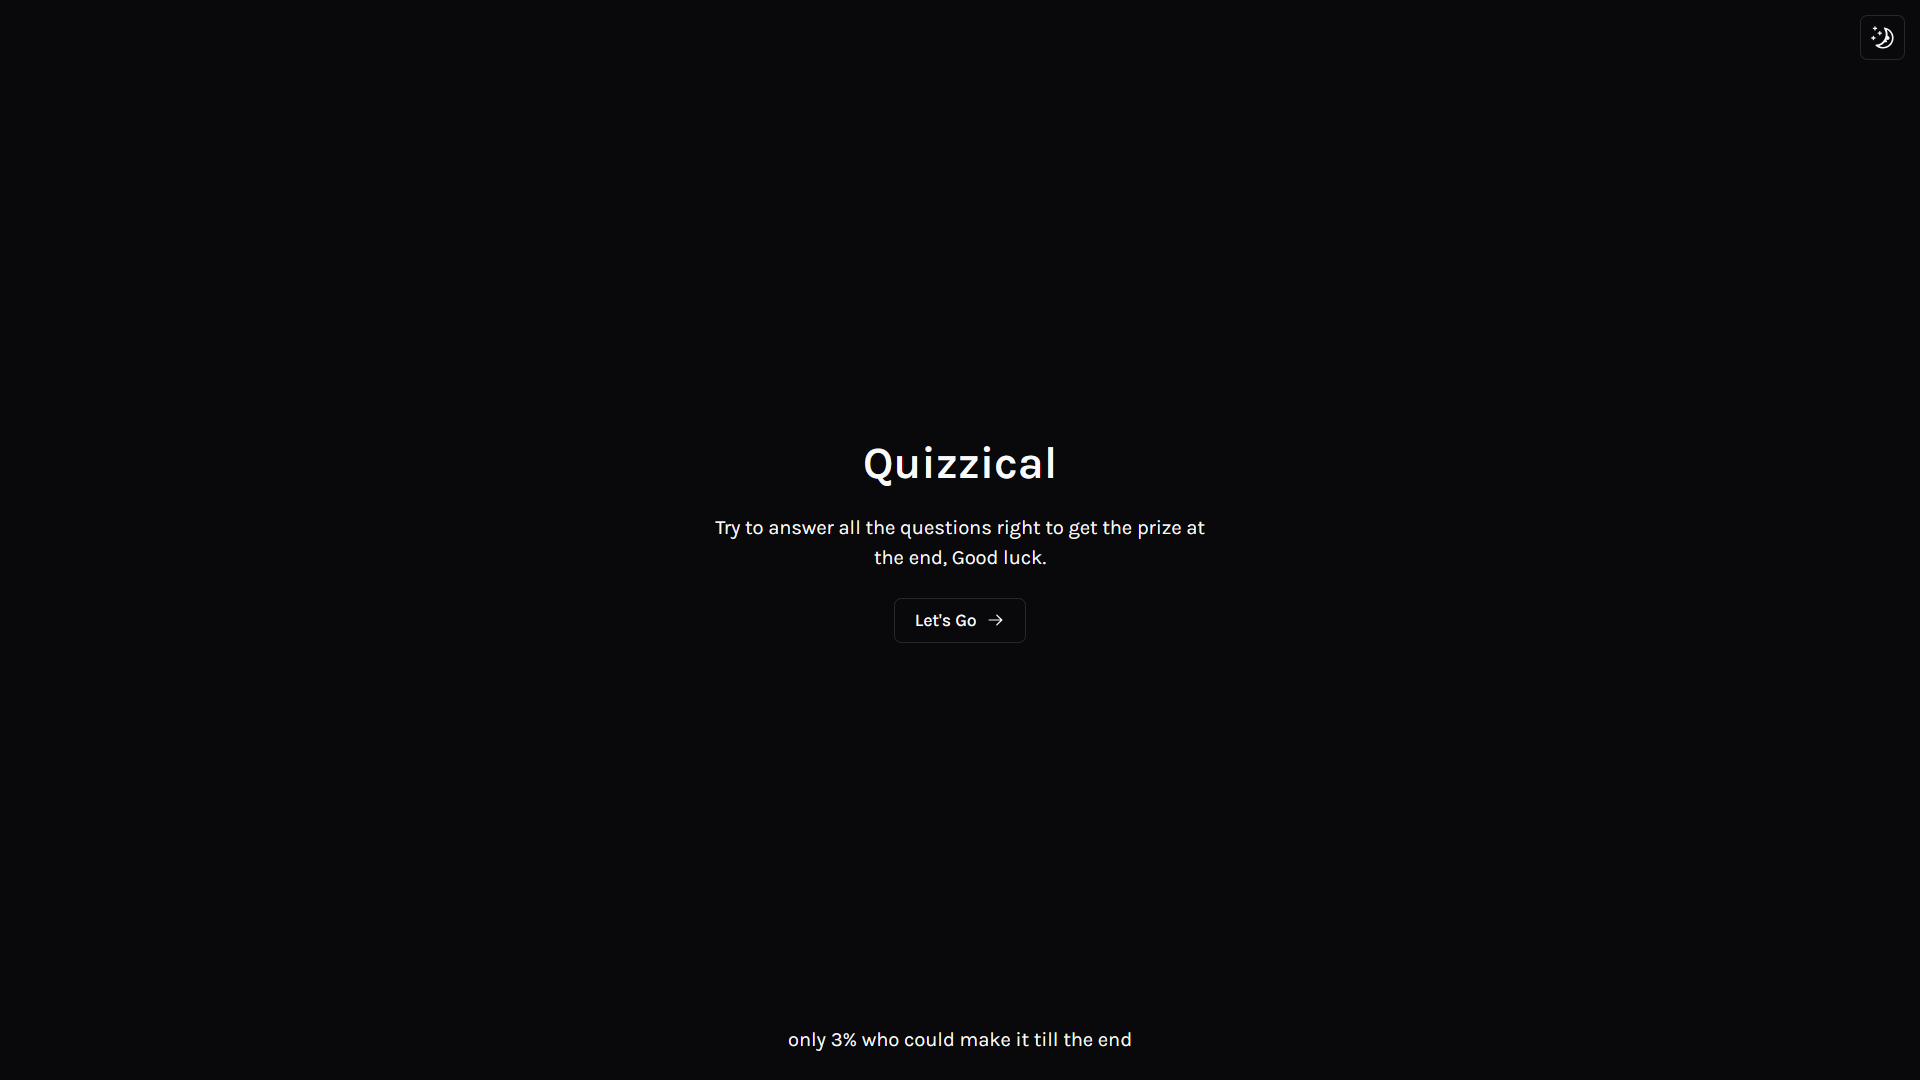 Quizzical
Try to answer all the questions right to get the prize at
the end, Good luck.
Let's Go
only 3% who could make it till the end